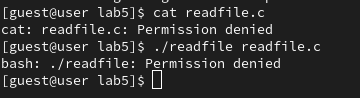 [guest@user lab5]$ cat readfile.c
cat: readfile.c: Permission denied
[guest@user lab5]$ ./readfile readfile.c
bash: ./readfile: Permission denied
[guest@user lab5]$